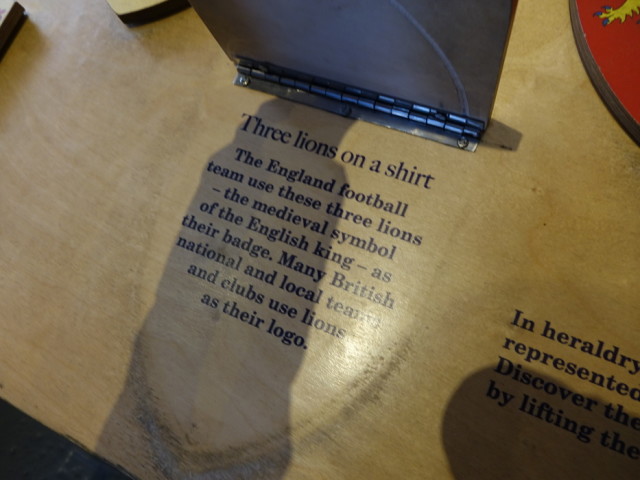 Three lions on a shirt
The England football
team use these three lions
– the medieval symbol
of the English king – as
their badge. Many British
national and local teams
and clubs use lions
as their logo.
In heraldry
represented
Discover the
by lifting the